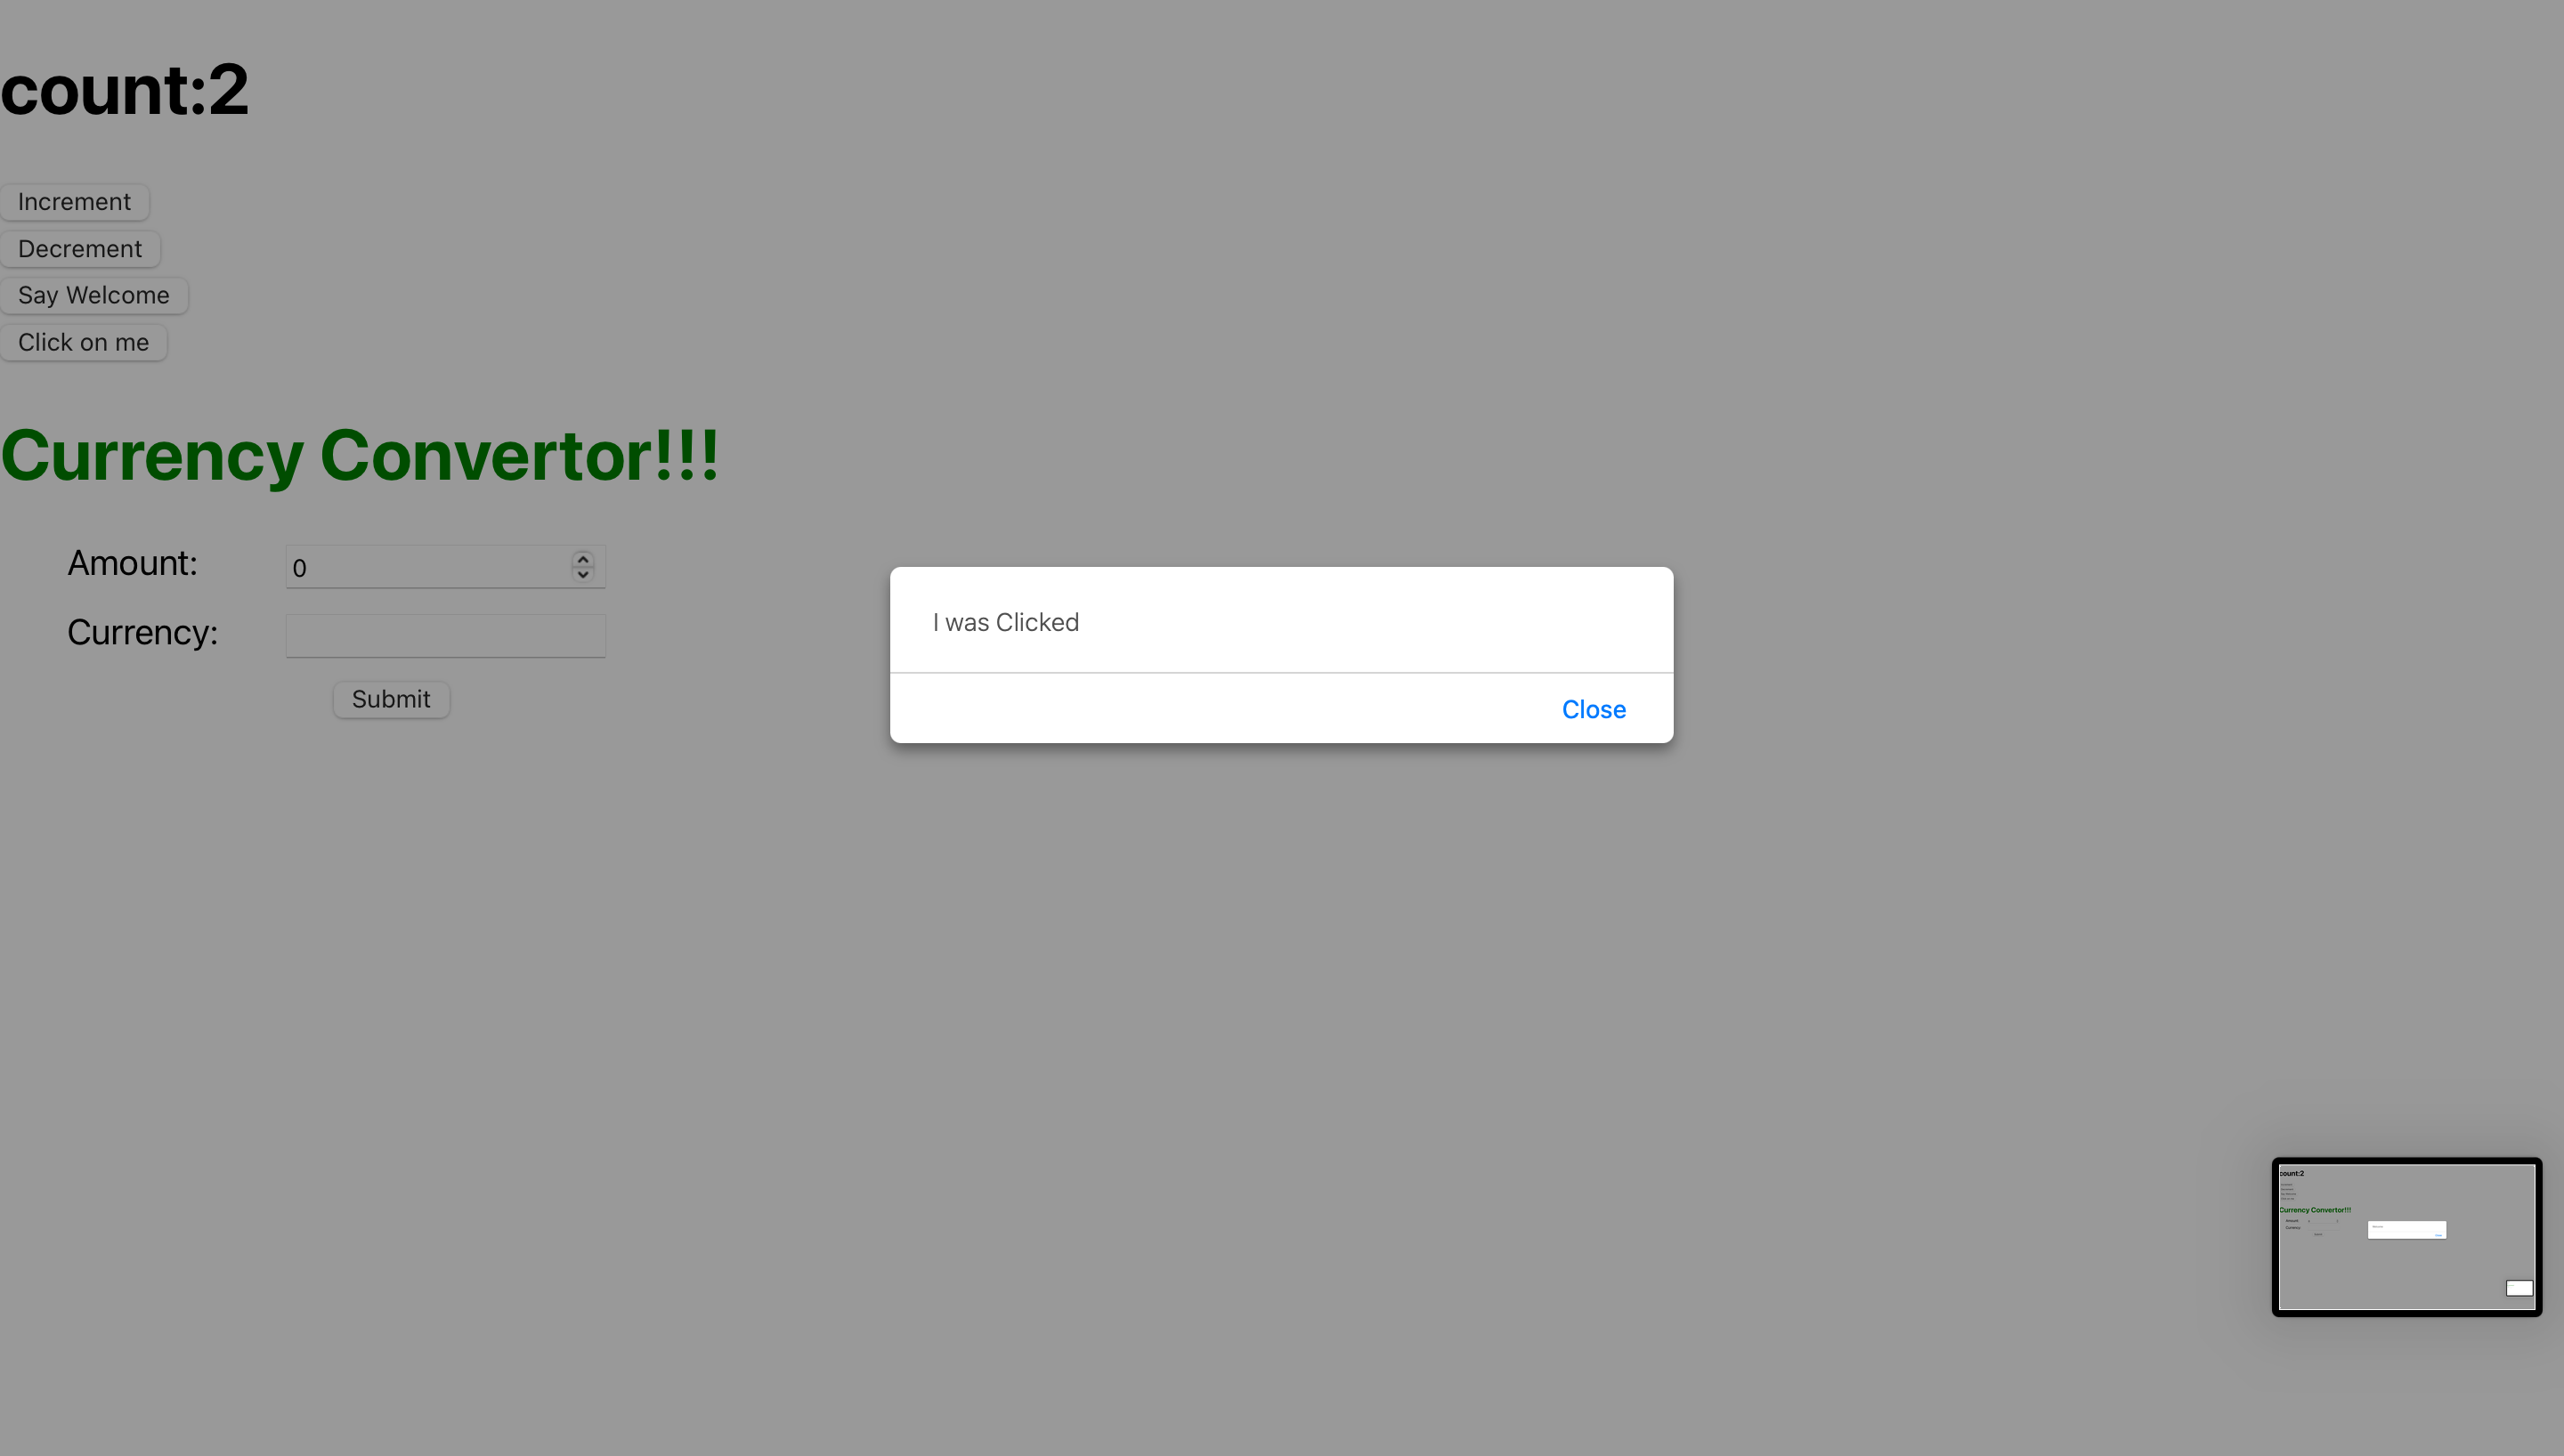 count:2
Increment
Decrement
Say Welcome
Click on me
Currency Convertor!!!
Amount:
0
Currency:
Submit
I was Clicked
Close
count:2
Currency Convertor!!!